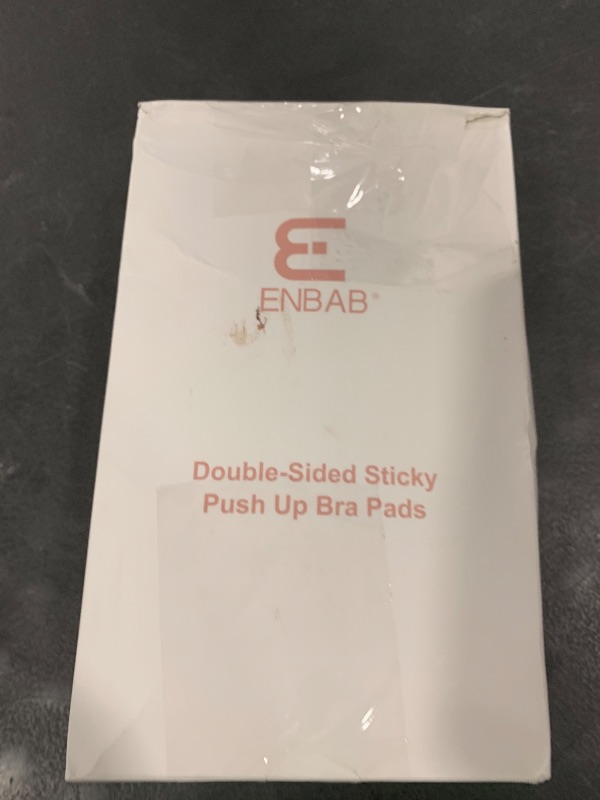 E
ENBAB®
Double-Sided Sticky
Push Up Bra Pads